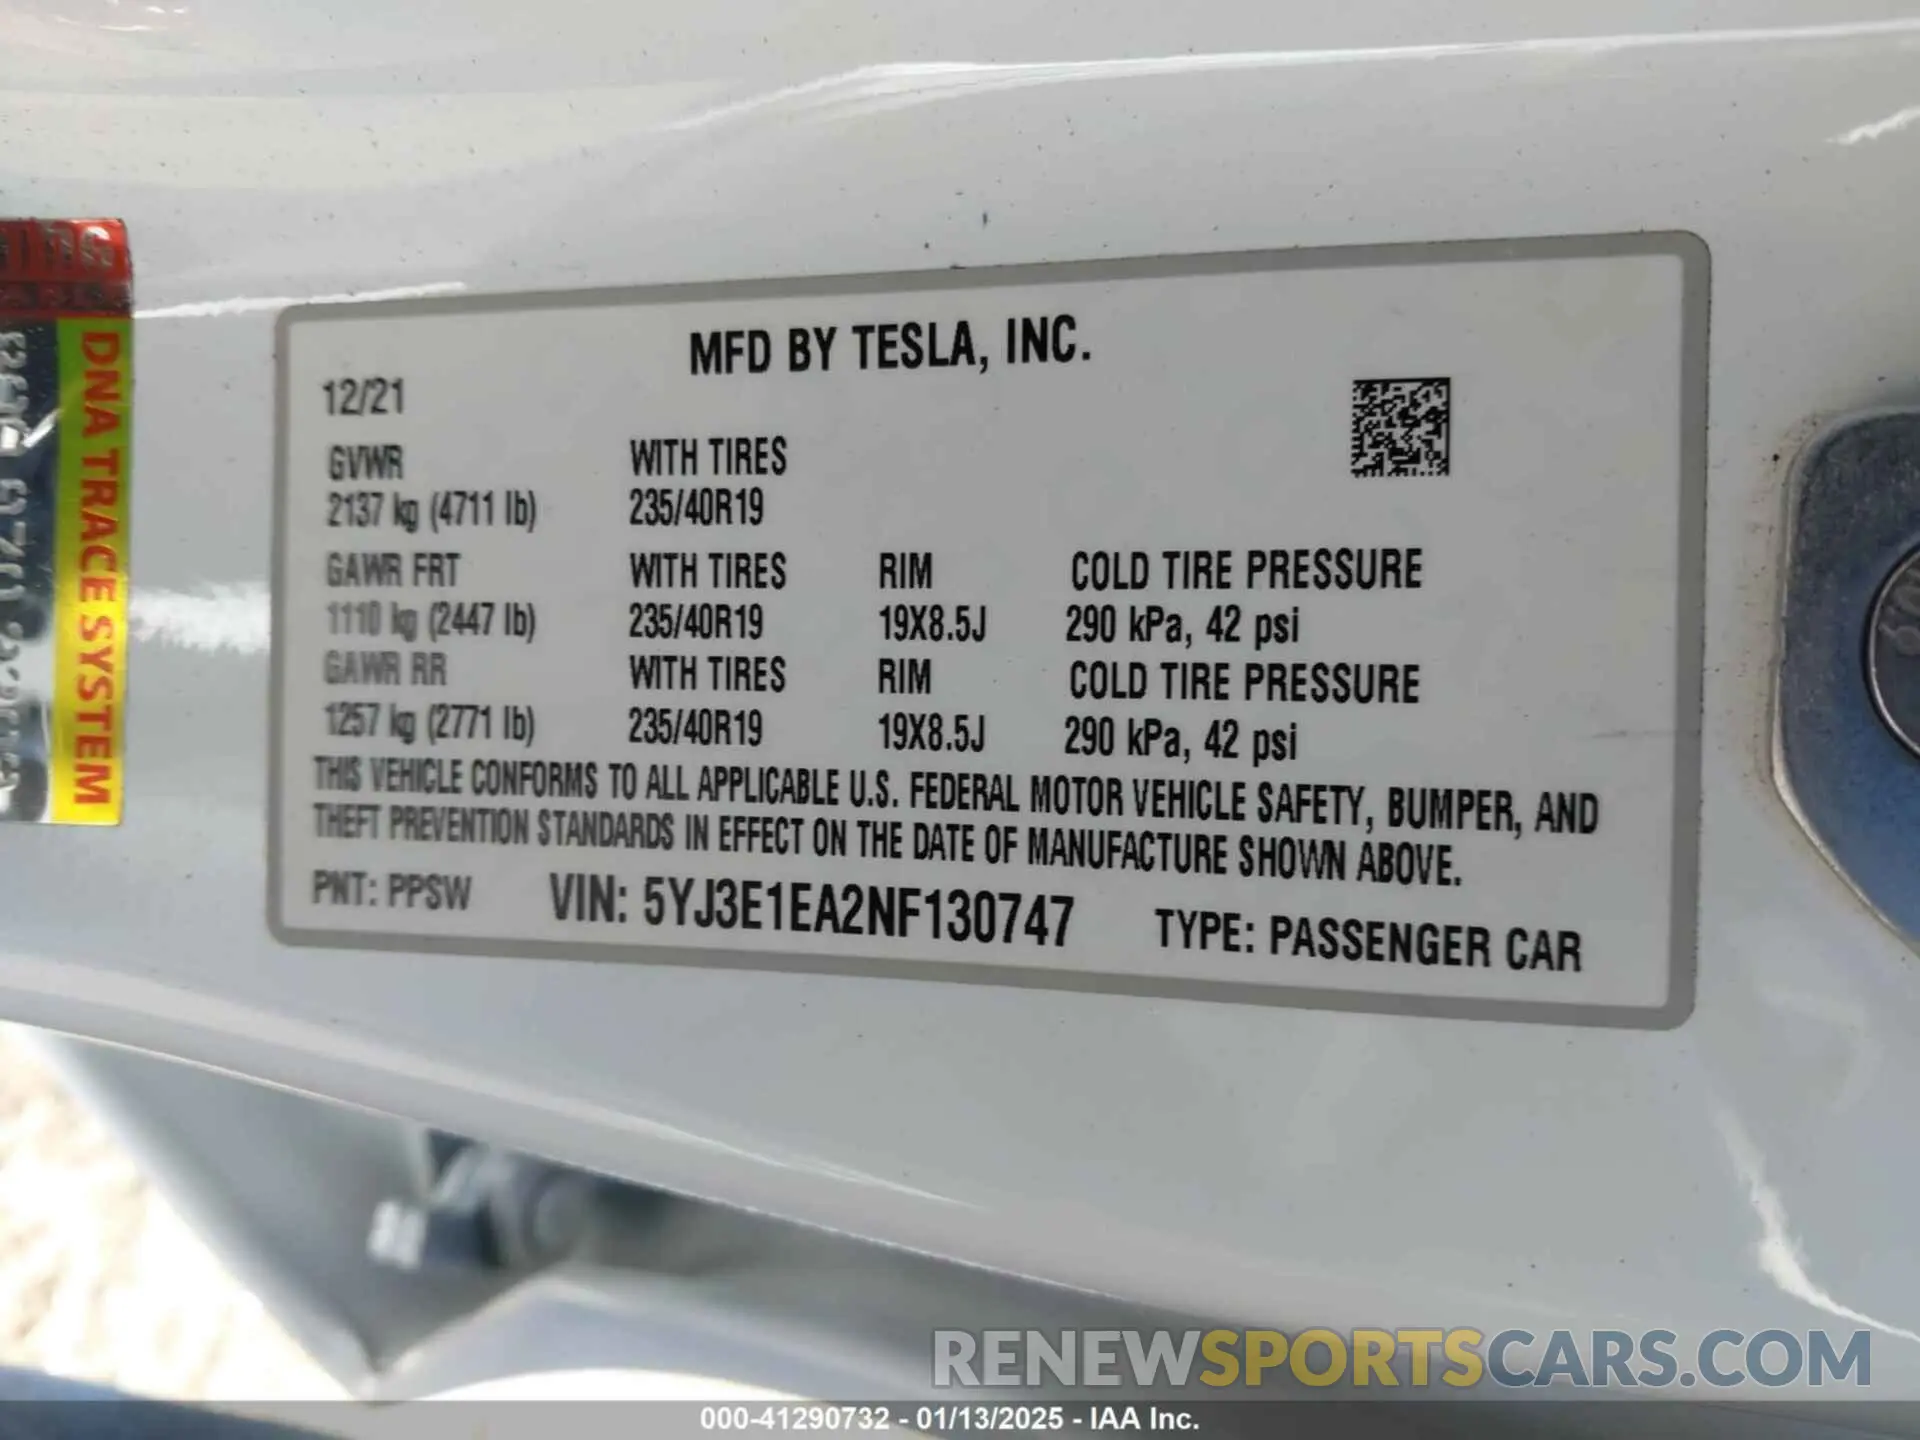 DNA TRACE SYSTEM
MFD BY TESLA, INC.
12/21
GVWR WITH TIRES
2137 kg (4711 lb) 235/40R19
GAWR FRT WITH TIRES RIM COLD TIRE PRESSURE
1110 kg (2447 lb) 235/40R19 19X8.5J 290 kPa, 42 psi
GAWR RR WITH TIRES RIM COLD TIRE PRESSURE
1257 kg (2771 lb) 235/40R19 19X8.5J 290 kPa, 42 psi
THIS VEHICLE CONFORMS TO ALL APPLICABLE U.S. FEDERAL MOTOR VEHICLE SAFETY, BUMPER, AND
THEFT PREVENTION STANDARDS IN EFFECT ON THE DATE OF MANUFACTURE SHOWN ABOVE.
PNT: PPSW VIN: 5YJ3E1EA2NF130747 TYPE: PASSENGER CAR
RENEWSPORTSCARS.COM
000-41290732 - 01/13/2025 - IAA Inc.